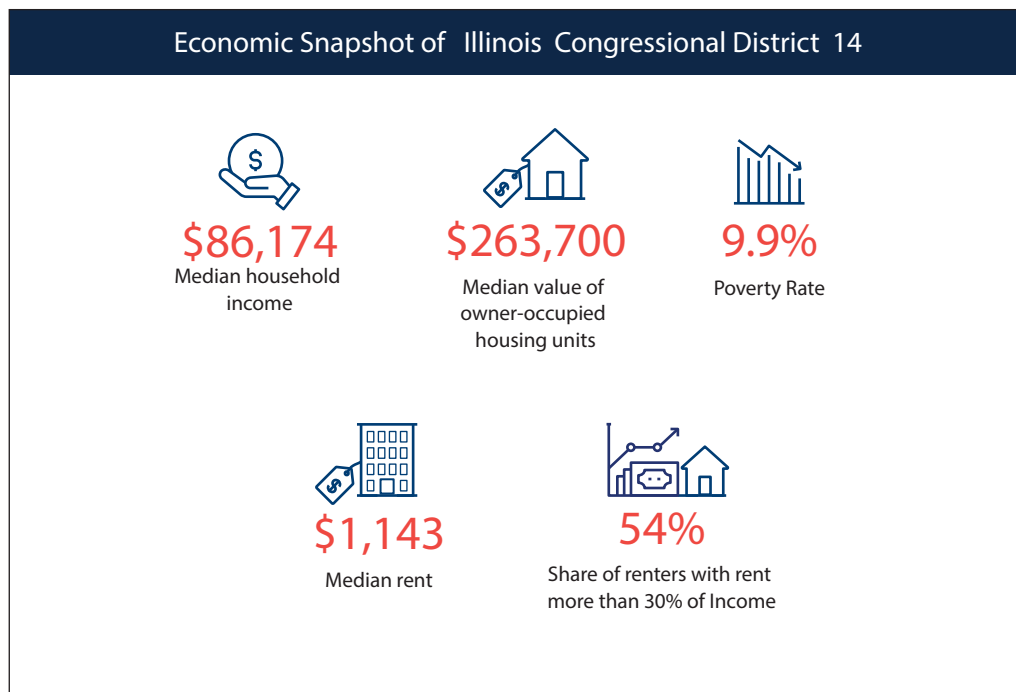 Economic Snapshot of Illinois Congressional District 14
$
$
$86,174
$263,700
9.9%
Median household
income
Median value of
owner-occupied
housing units
Poverty Rate
$
$1,143
54%
Median rent
Share of renters with rent
more than 30% of Income